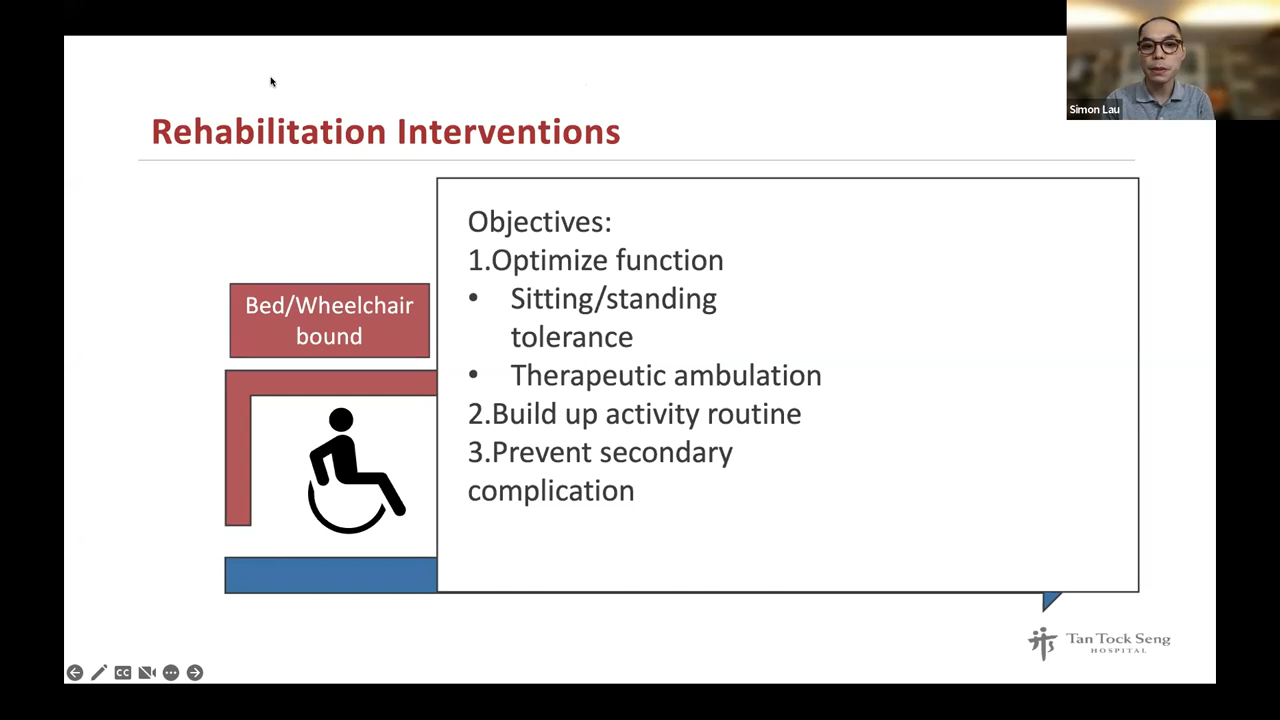 Simon Lau
Rehabilitation Interventions
Bed/Wheelchair
bound
Objectives:
1.Optimize function
• Sitting/standing
tolerance
• Therapeutic ambulation
2.Build up activity routine
3.Prevent secondary
complication
Tan Tock Seng
HOSPITAL
CC